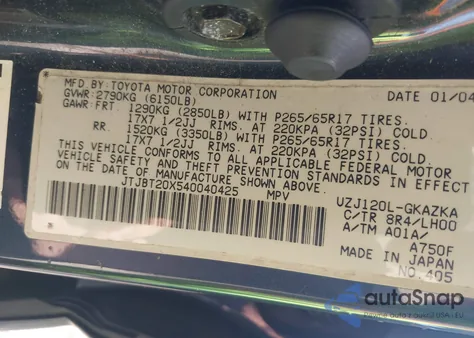 MFD. BY: TOYOTA MOTOR CORPORATION DATE 01/04
GVWR: 2790KG (6150LB)
GAWR: FRT. 1290KG (2850LB) WITH P265/65R17 TIRES.
17X7 1/2JJ RIMS. AT 220KPA (32PSI) COLD.
RR. 1520KG (3350LB) WITH P265/65R17 TIRES.
17X7 1/2JJ RIMS. AT 220KPA (32PSI) COLD.
THIS VEHICLE CONFORMS TO ALL APPLICABLE FEDERAL MOTOR
VEHICLE SAFETY AND THEFT PREVENTION STANDARDS IN EFFECT
ON THE DATE OF MANUFACTURE SHOWN ABOVE.
JTJBT20X540040425 MPV
UZJ120L-GKAZKA
C/TR 8R4/LH00
A/TM A01A/
A750F
MADE IN JAPAN
NO.405
autoSnap